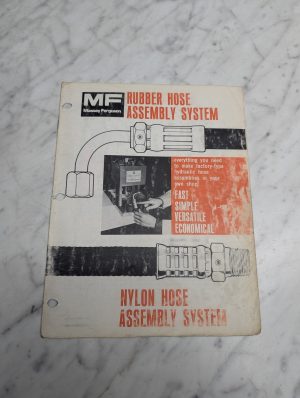 MF
Massey Ferguson
RUBBER HOSE
ASSEMBLY SYSTEM
everything you need
to make factory-type
hydraulic hose
assemblies in your
own shop
FAST
SIMPLE
VERSATILE
ECONOMICAL
NYLON HOSE
ASSEMBLY SYSTEM